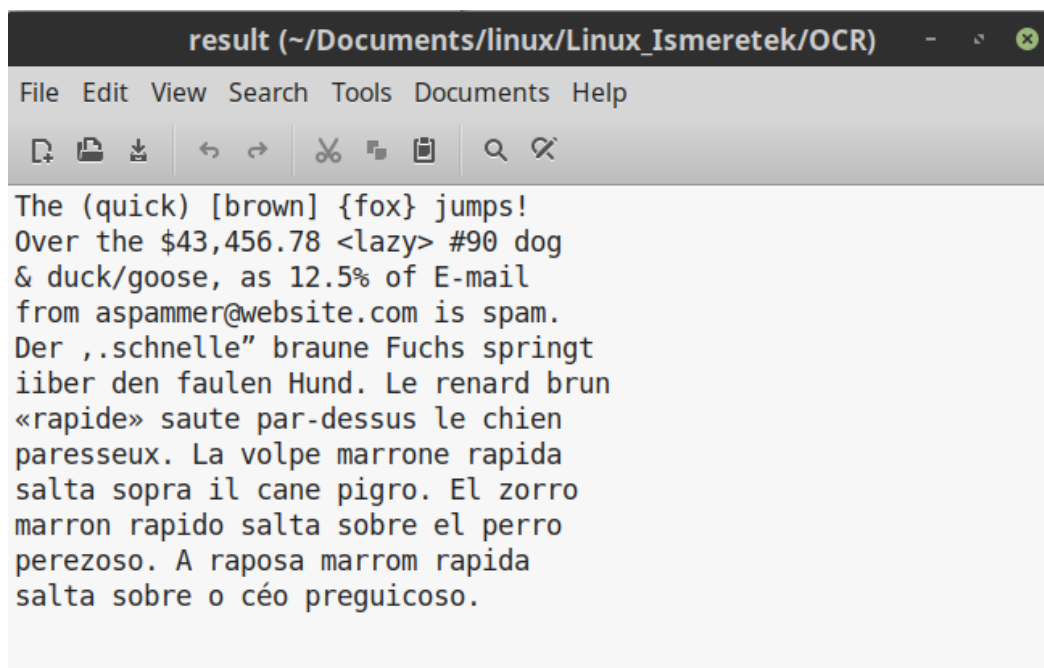 result (~/Documents/linux/Linux_Ismeretek/OCR)
File Edit View Search Tools Documents Help
The (quick) [brown] {fox} jumps!
Over the $43,456.78 <lazy> #90 dog
& duck/goose, as 12.5% of E-mail
from aspammer@website.com is spam.
Der ,.schnelle” braune Fuchs springt
iiber den faulen Hund. Le renard brun
«rapide» saute par-dessus le chien
paresseux. La volpe marrone rapida
salta sopra il cane pigro. El zorro
marron rapido salta sobre el perro
perezoso. A raposa marrom rapida
salta sobre o céo preguicoso.